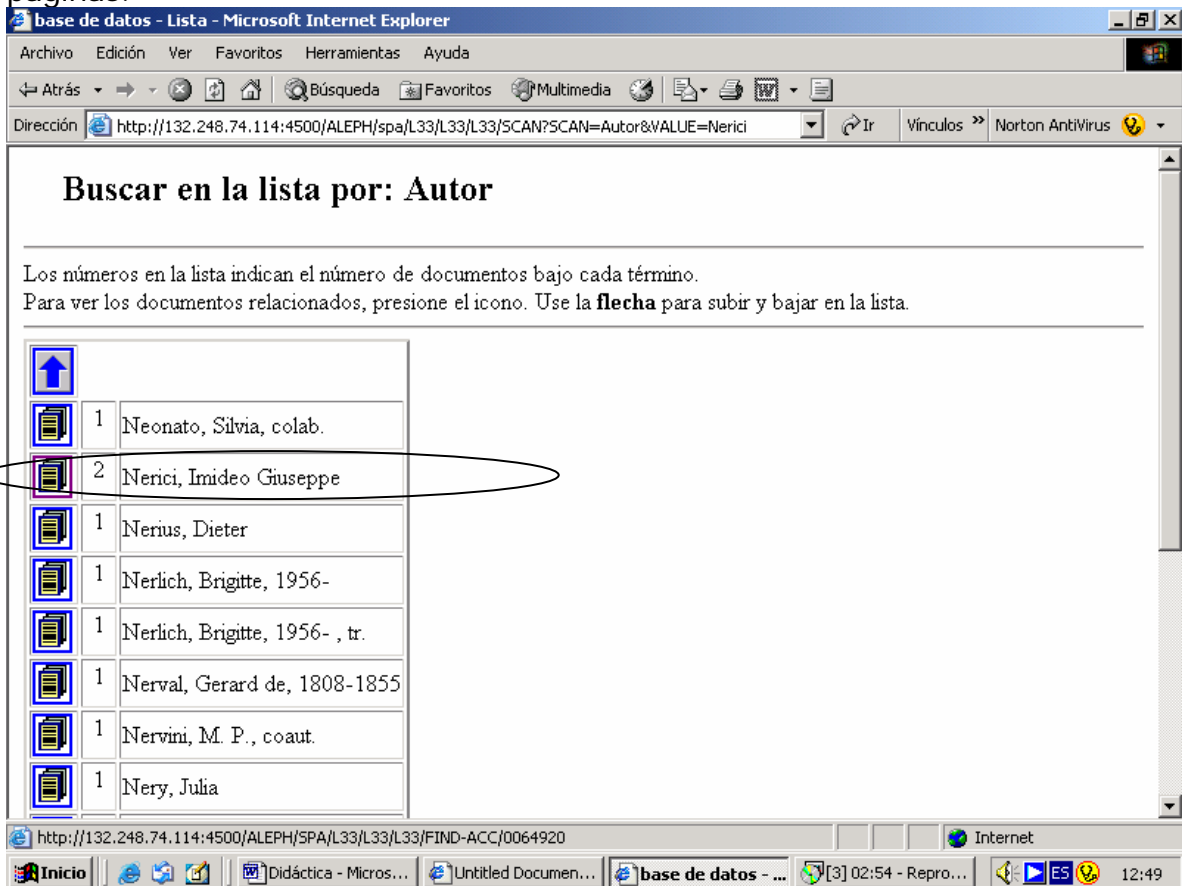 páginas.
base de datos - Lista - Microsoft Internet Explorer
Archivo Edición Ver Favoritos Herramientas Ayuda
Atrás Búsqueda Favoritos Multimedia
Dirección http://132.248.74.114:4500/ALEPH/spa/L33/L33/L33/SCAN?SCAN=Autor&VALUE=Nerici Ir Vínculos » Norton AntiVirus
Buscar en la lista por: Autor
Los números en la lista indican el número de documentos bajo cada término.
Para ver los documentos relacionados, presione el icono. Use la flecha para subir y bajar en la lista.
1 Neonato, Silvia, colab.
2 Nerici, Imideo Giuseppe
1 Nerius, Dieter
1 Nerlich, Brigitte, 1956-
1 Nerlich, Brigitte, 1956- , tr.
1 Nerval, Gerard de, 1808-1855
1 Nervini, M. P., coaut.
1 Nery, Julia
http://132.248.74.114:4500/ALEPH/SPA/L33/L33/L33/FIND-ACC/0064920 Internet
Inicio Didáctica - Micros... Untitled Documen... base de datos - ... [3] 02:54 - Repro... ES 12:49